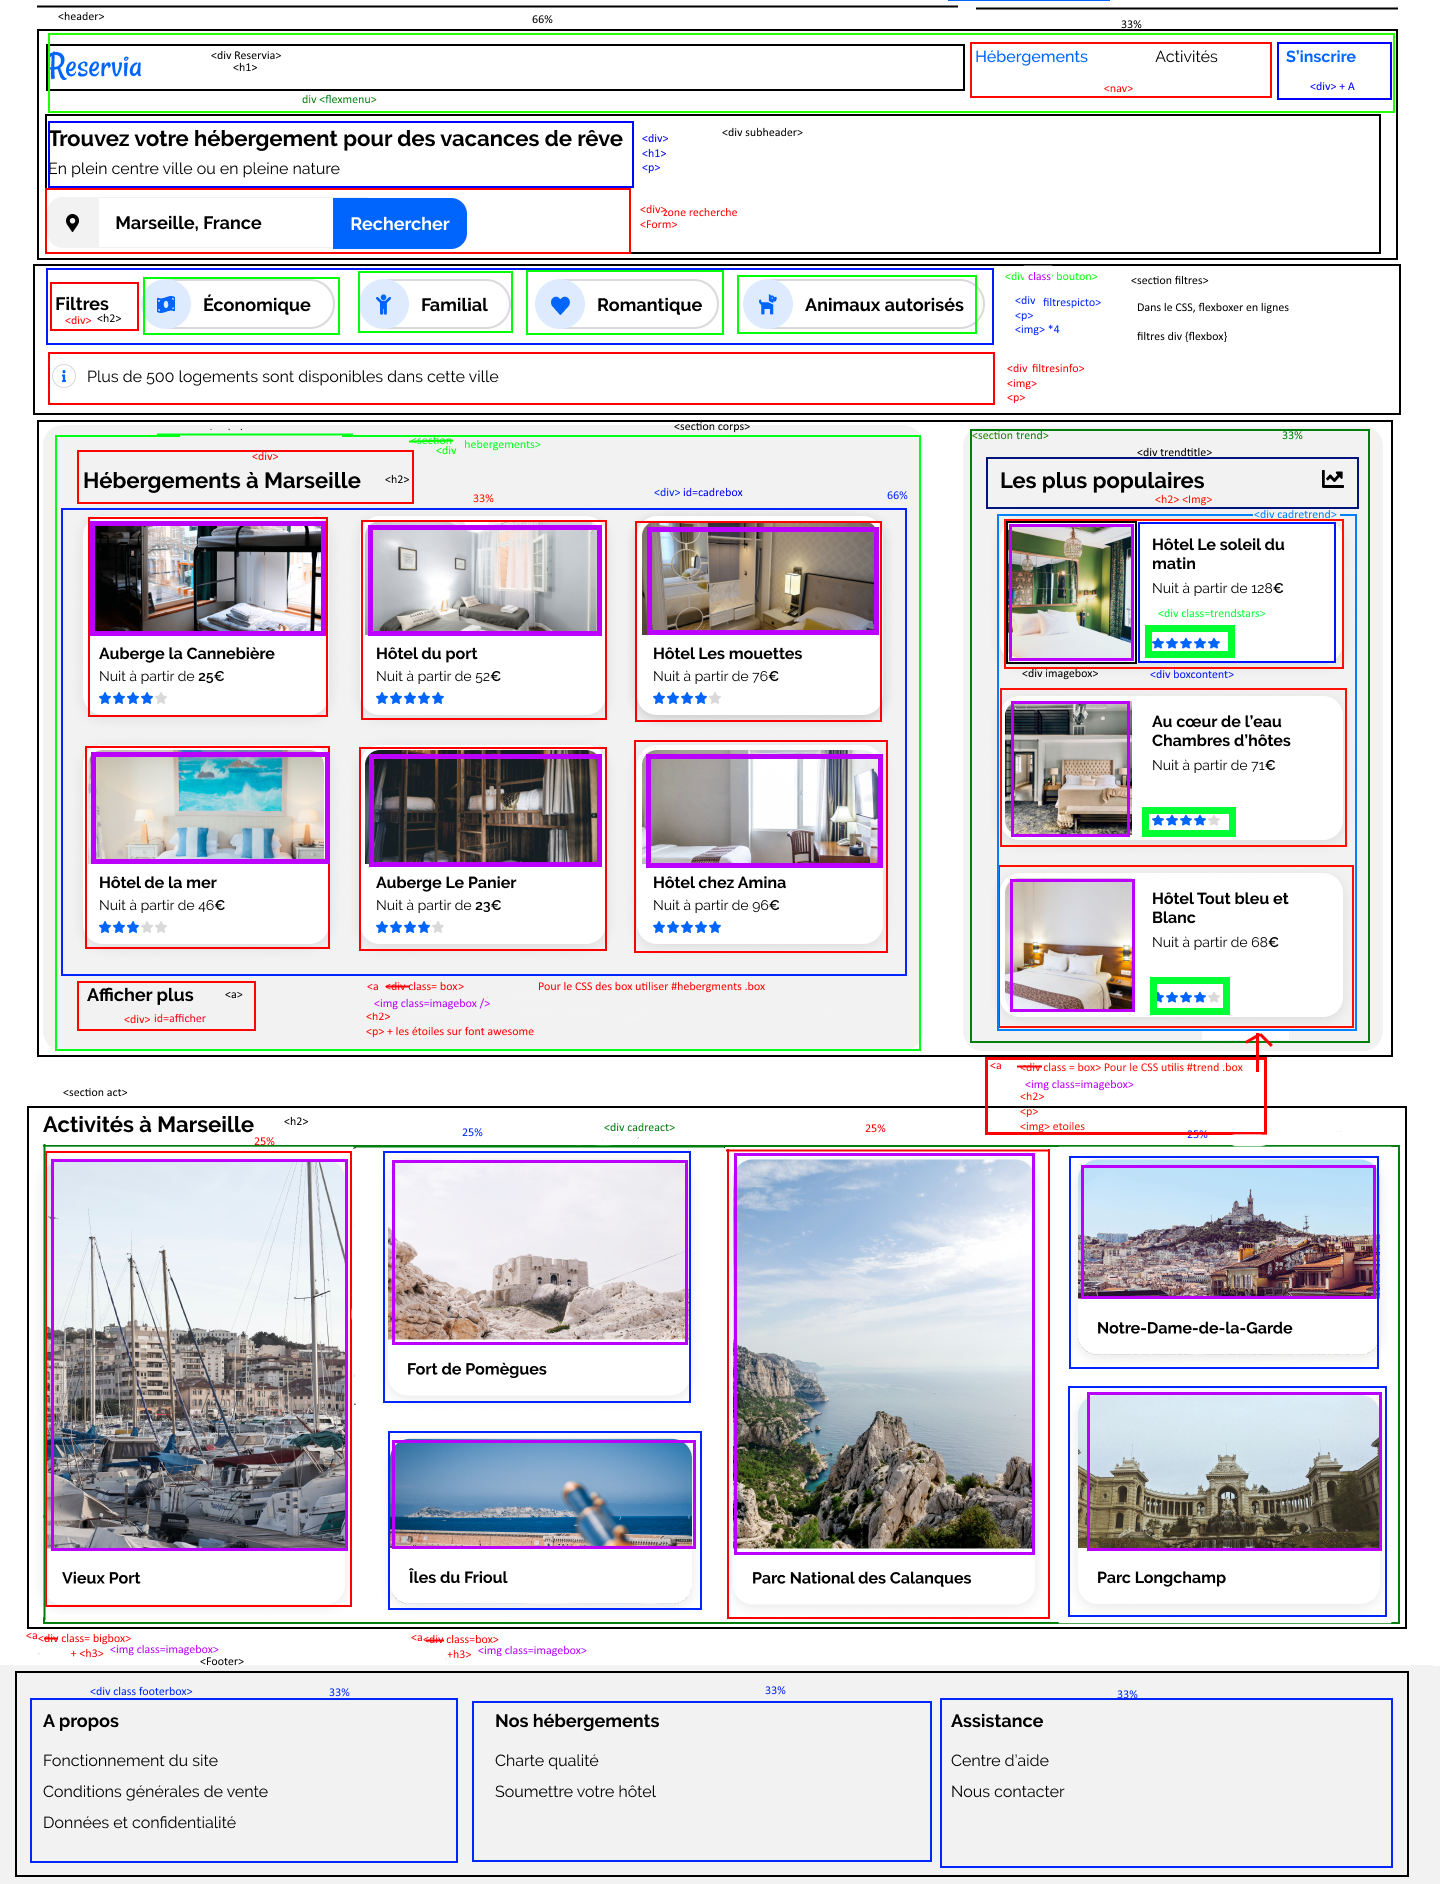 <header>
66%
33%
Reservia
<div Reservia>
<h1>
Hébergements
Activités
S'inscrire
<nav>
<div> + A
div <flexmenu>
Trouvez votre hébergement pour des vacances de rêve
<div>
<h1>
<p>
<div subheader>
En plein centre ville ou en pleine nature
Marseille, France
Rechercher
<div> zone recherche
<Form>
Filtres
<div> <h2>
Économique
Familial
Romantique
Animaux autorisés
<div class bouton>
<div filtrespicto>
<p>
<img> *4
<section filtres>
Dans le CSS, flexboxer en lignes
filtres div {flexbox}
Plus de 500 logements sont disponibles dans cette ville
<div filtresinfo>
<img>
<p>
<section corps>
<section
<div hebergements>
<div>
Hébergements à Marseille
<h2>
33%
<div> id=cadrebox
66%
Auberge la Cannebière
Nuit à partir de 25€
Hôtel du port
Nuit à partir de 52€
Hôtel Les mouettes
Nuit à partir de 76€
Hôtel de la mer
Nuit à partir de 46€
Auberge Le Panier
Nuit à partir de 23€
Hôtel chez Amina
Nuit à partir de 96€
Afficher plus
<a>
<div> id=afficher
<a <div class= box>
<img class=imagebox />
<h2>
<p> + les étoiles sur font awesome
Pour le CSS des box utiliser #hebergments .box
<section trend>
33%
<div trendtitle>
Les plus populaires
<h2> <Img>
<div cadretrend>
Hôtel Le soleil du
matin
Nuit à partir de 128€
<div class=trendstars>
<div imagebox>
<div boxcontent>
Au cœur de l'eau
Chambres d'hôtes
Nuit à partir de 71€
Hôtel Tout bleu et
Blanc
Nuit à partir de 68€
<a <div class = box> Pour le CSS utilis #trend .box
<img class=imagebox>
<h2>
<p>
<img> etoiles
<section act>
Activités à Marseille
<h2>
25%
25%
<div cadreact>
25%
25%
Vieux Port
Fort de Pomègues
Îles du Frioul
Parc National des Calanques
Notre-Dame-de-la-Garde
Parc Longchamp
<a <div class= bigbox>
+ <h3> <img class=imagebox>
<a <div class=box>
+h3> <img class=imagebox>
<Footer>
<div class footerbox>
33%
33%
33%
A propos
Fonctionnement du site
Conditions générales de vente
Données et confidentialité
Nos hébergements
Charte qualité
Soumettre votre hôtel
Assistance
Centre d'aide
Nous contacter